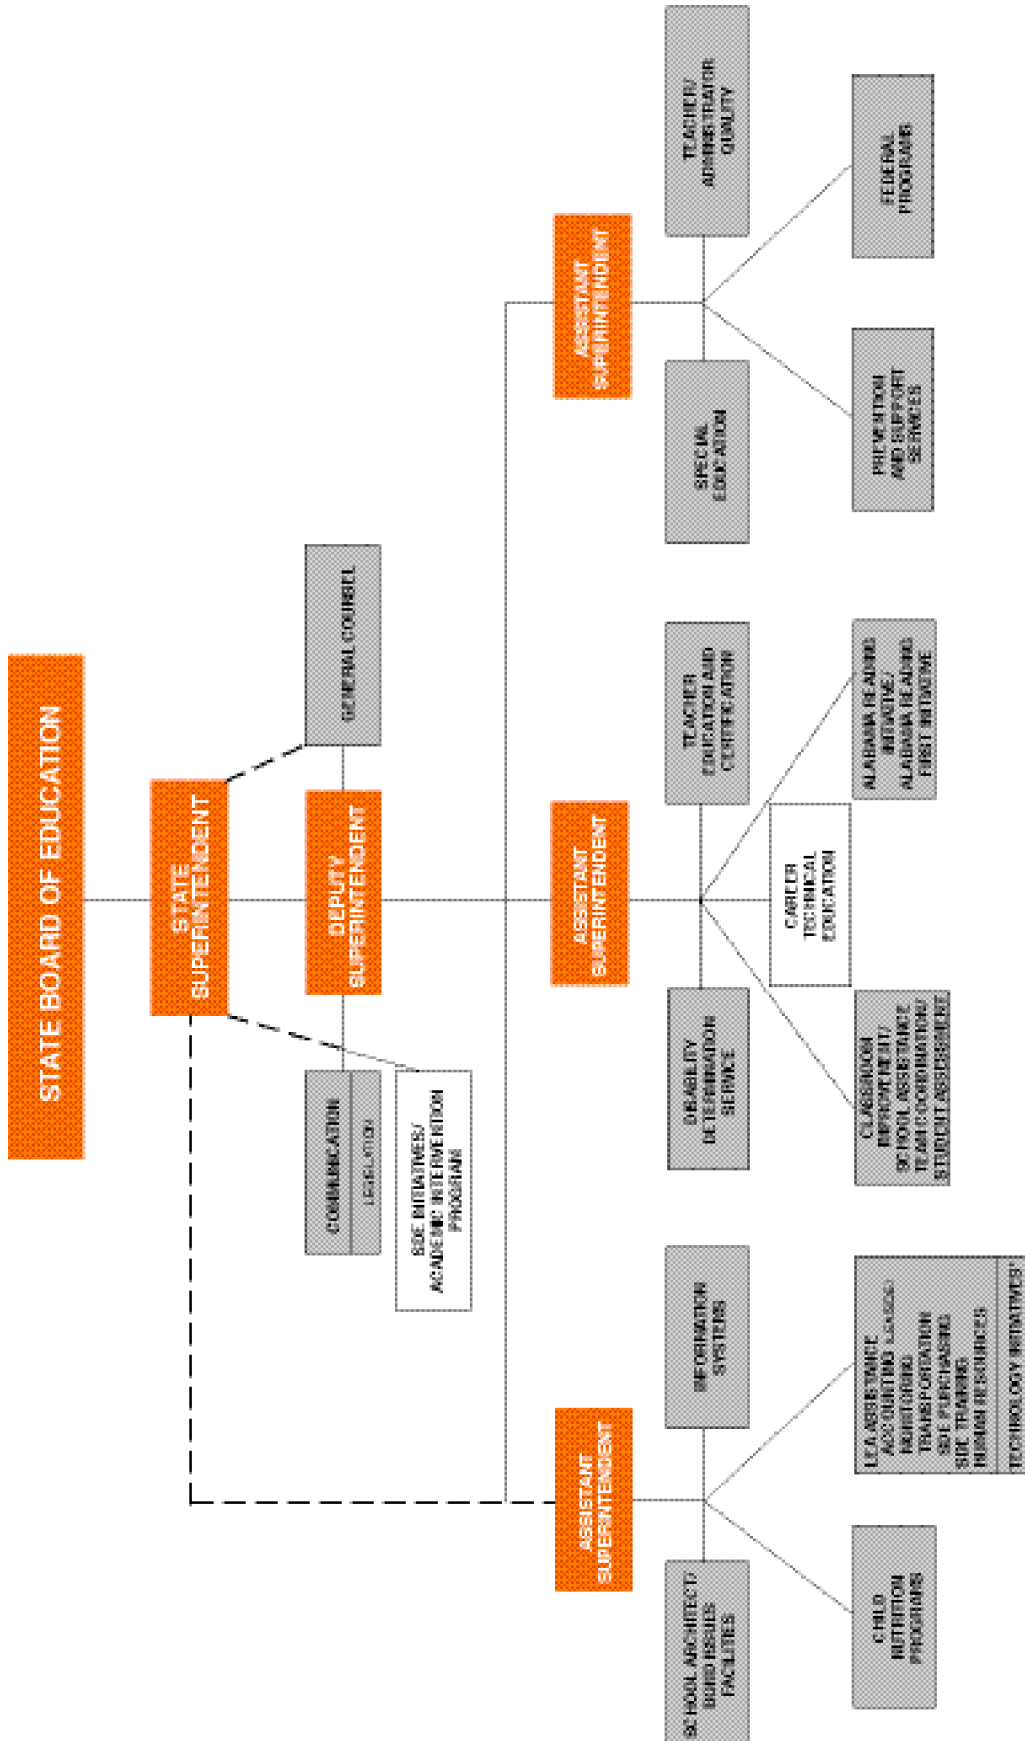 STATE BOARD OF EDUCATION
STATE
SUPERINTENDENT
GENERAL COUNSEL
DEPUTY
SUPERINTENDENT
COMMUNICATION
LEGISLATION
SDE INITIATIVES/
ACADEMIC INTERVENTION
PROGRAM
ASSISTANT
SUPERINTENDENT
SCHOOL ARCHITECT/
BOND ISSUES
FACILITIES
INFORMATION
SYSTEMS
CHILD
NUTRITION
PROGRAMS
LEA ASSISTANCE
ACCOUNTING
MONITORING
TRANSPORTATION
SDE PURCHASING
SDE TRAINING
HUMAN RESOURCES
TECHNOLOGY INITIATIVES*
ASSISTANT
SUPERINTENDENT
DISABILITY
DETERMINATION
SERVICE
TEACHER
EDUCATION AND
CERTIFICATION
CLASSROOM
IMPROVEMENT/
SCHOOL ASSISTANCE
TEAM COORDINATION/
STUDENT ASSESSMENT
CAREER
TECHNICAL
EDUCATION
ALABAMA READING
INITIATIVE/
ALABAMA READING
FIRST INITIATIVE
ASSISTANT
SUPERINTENDENT
SPECIAL
EDUCATION
TEACHER/
ADMINISTRATOR
QUALITY
PREVENTION
AND SUPPORT
SERVICES
FEDERAL
PROGRAMS